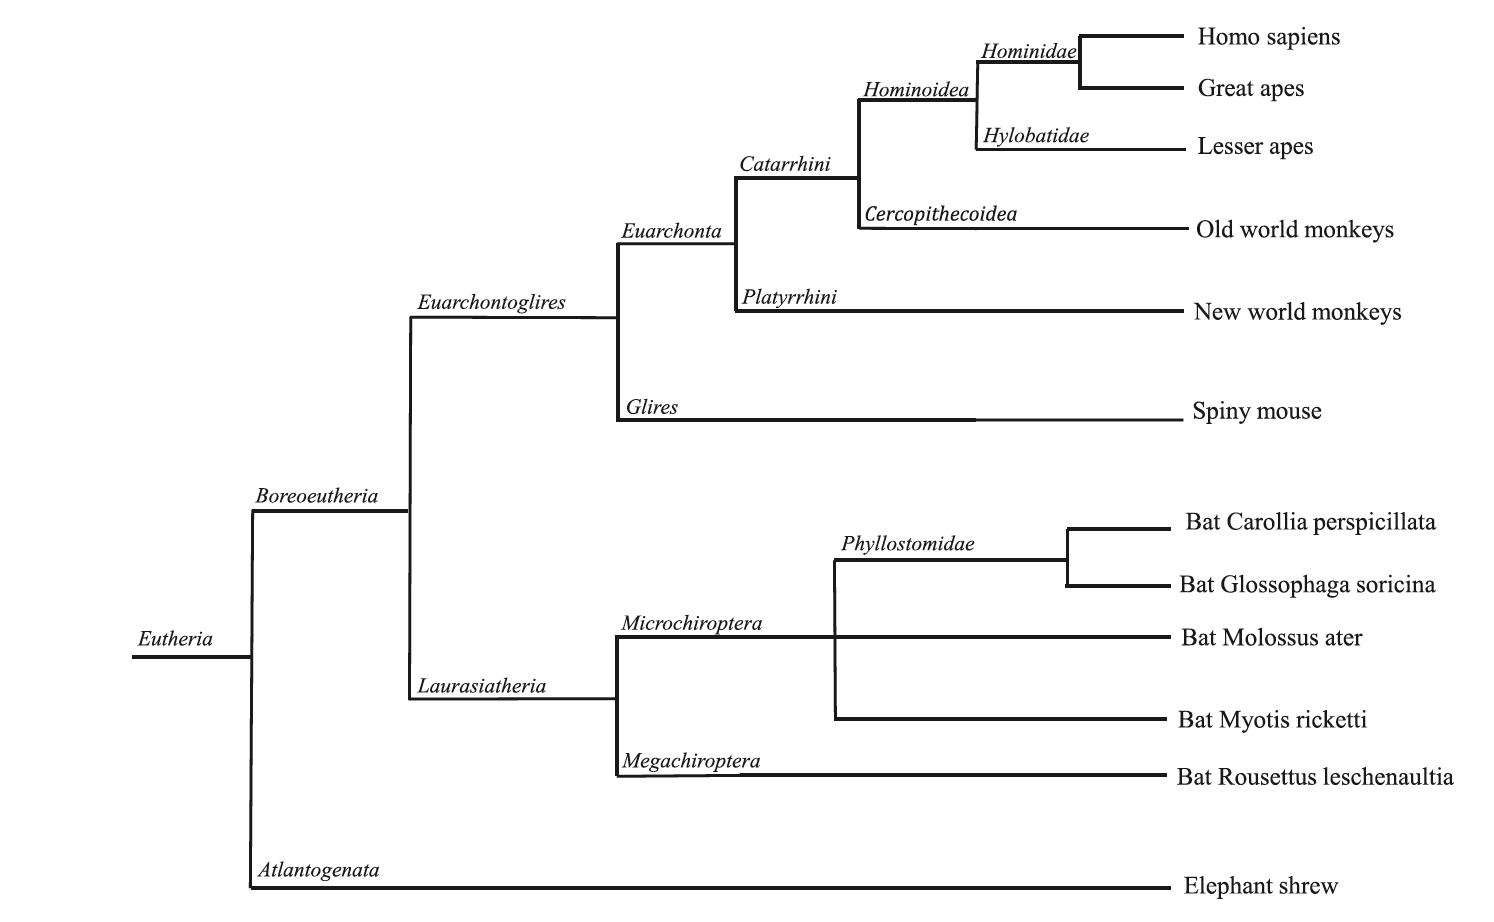 Homo sapiens
Hominidae
Great apes
Hominoidea
Hylobatidae
Lesser apes
Catarrhini
Cercopithecoidea
Old world monkeys
Euarchonta
Platyrrhini
New world monkeys
Euarchontoglires
Glires
Spiny mouse
Boreoeutheria
Bat Carollia perspicillata
Phyllostomidae
Bat Glossophaga soricina
Microchiroptera
Bat Molossus ater
Eutheria
Laurasiatheria
Bat Myotis ricketti
Megachiroptera
Bat Rousettus leschenaultia
Atlantogenata
Elephant shrew